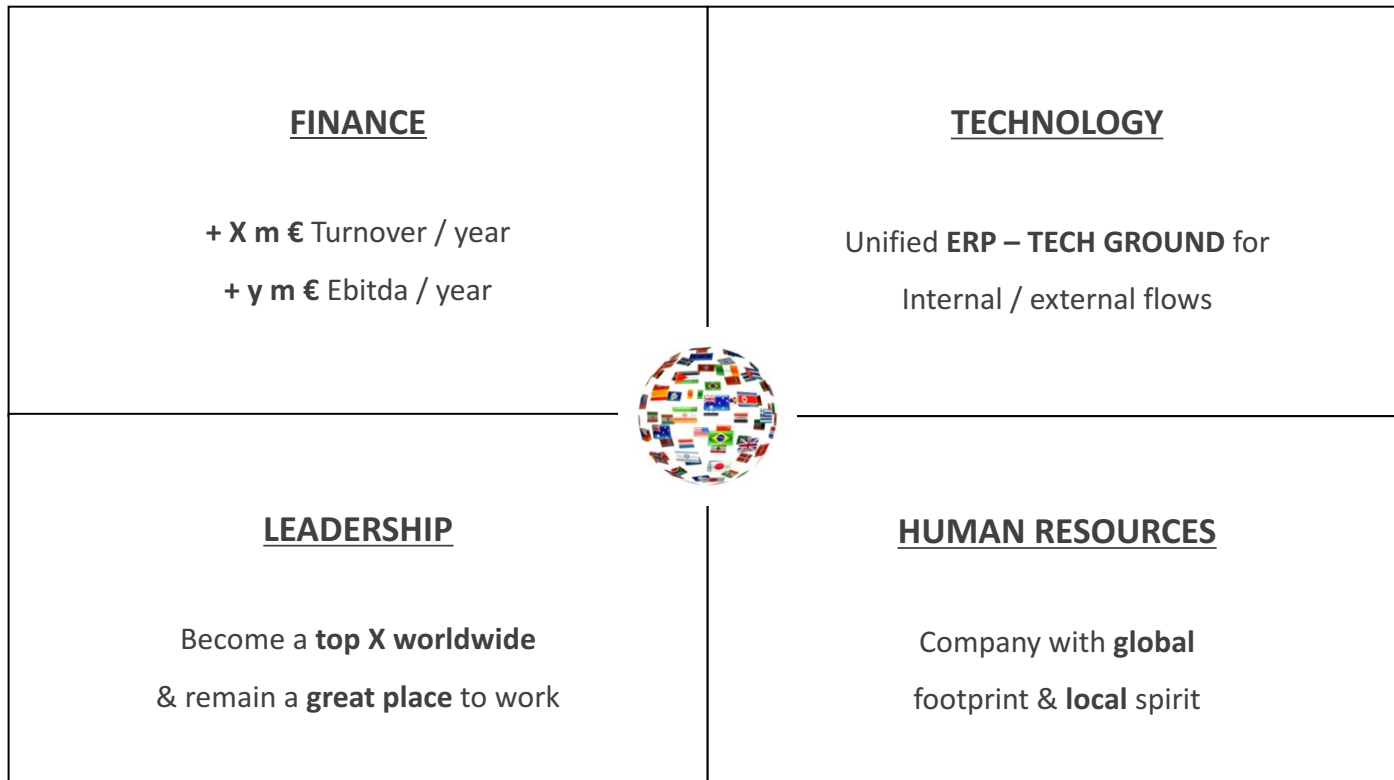 FINANCE
+ X m € Turnover / year
+ y m € Ebitda / year
TECHNOLOGY
Unified ERP – TECH GROUND for
Internal / external flows
LEADERSHIP
Become a top X worldwide
& remain a great place to work
HUMAN RESOURCES
Company with global
footprint & local spirit